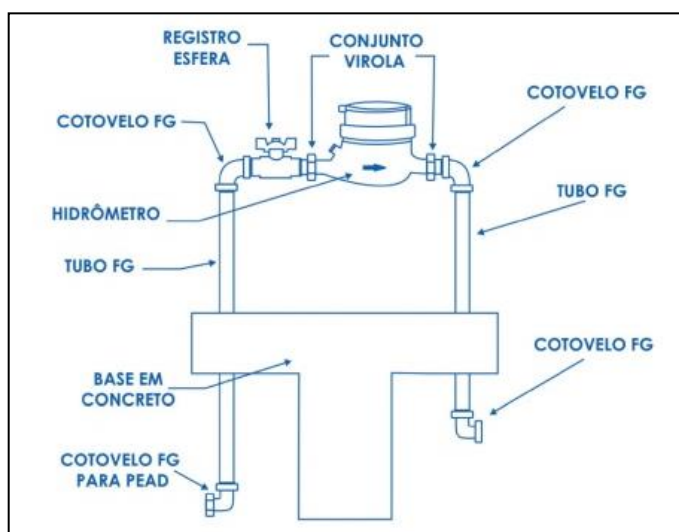 REGISTRO
ESFERA
CONJUNTO
VIROLA
COTOVELO FG
COTOVELO FG
HIDRÔMETRO
TUBO FG
TUBO FG
BASE EM
CONCRETO
COTOVELO FG
COTOVELO FG
PARA PEAD